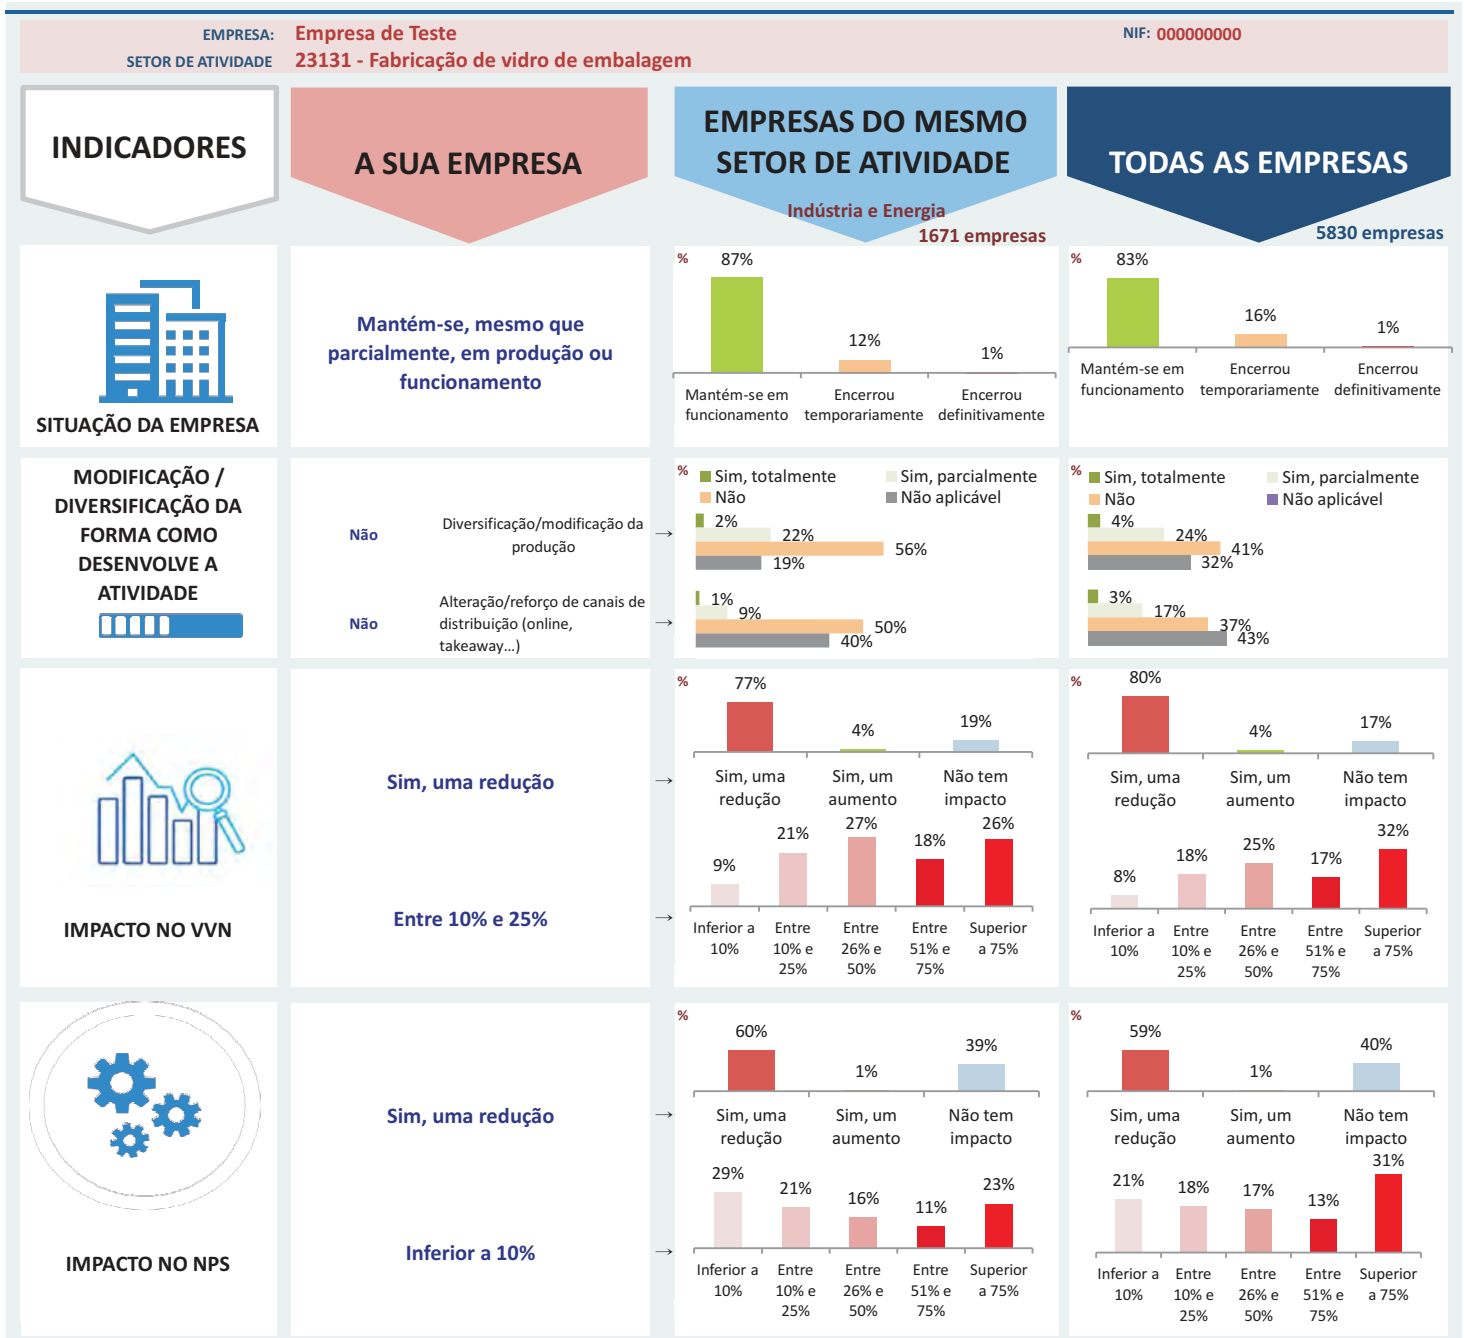 EMPRESA: Empresa de Teste NIF: 000000000
SETOR DE ATIVIDADE 23131 - Fabricação de vidro de embalagem
INDICADORES
A SUA EMPRESA
EMPRESAS DO MESMO
SETOR DE ATIVIDADE
Indústria e Energia
1671 empresas
TODAS AS EMPRESAS
5830 empresas
SITUAÇÃO DA EMPRESA
Mantém-se, mesmo que
parcialmente, em produção ou
funcionamento
%
87%
12%
1%
Mantém-se em Encerrou Encerrou
funcionamento temporariamente definitivamente
%
83%
16%
1%
Mantém-se em Encerrou Encerrou
funcionamento temporariamente definitivamente
MODIFICAÇÃO /
DIVERSIFICAÇÃO DA
FORMA COMO
DESENVOLVE A
ATIVIDADE
Não
Diversificação/modificação da
produção
→
Não
Alteração/reforço de canais de
distribuição (online,
takeaway...)
→
%
Sim, totalmente Sim, parcialmente
Não Não aplicável
2%
22%
56%
19%
1%
9%
50%
40%
%
Sim, totalmente Sim, parcialmente
Não Não aplicável
4%
24%
41%
32%
3%
17%
37%
43%
IMPACTO NO VVN
Sim, uma redução
→
Entre 10% e 25%
→
%
77%
4%
19%
Sim, uma Sim, um Não tem
redução aumento impacto
9% 21% 27% 18% 26%
Inferior a Entre Entre Entre Superior
10% 10% e 26% e 51% e a 75%
25% 50% 75%
%
80%
4%
17%
Sim, uma Sim, um Não tem
redução aumento impacto
8% 18% 25% 17% 32%
Inferior a Entre Entre Entre Superior
10% 10% e 26% e 51% e a 75%
25% 50% 75%
IMPACTO NO NPS
Sim, uma redução
→
Inferior a 10%
→
%
60%
1%
39%
Sim, uma Sim, um Não tem
redução aumento impacto
29% 21% 16% 11% 23%
Inferior a Entre Entre Entre Superior
10% 10% e 26% e 51% e a 75%
25% 50% 75%
%
59%
1%
40%
Sim, uma Sim, um Não tem
redução aumento impacto
21% 18% 17% 13% 31%
Inferior a Entre Entre Entre Superior
10% 10% e 26% e 51% e a 75%
25% 50% 75%